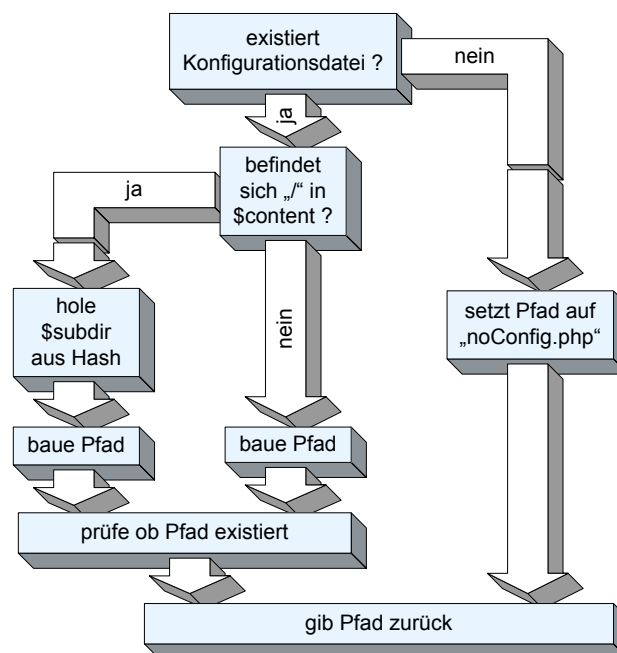 existiert
Konfigurationsdatei ?
nein
ja
befindet
sich „/“ in
$content ?
ja
hole
$subdir
aus Hash
nein
setzt Pfad auf
„noConfig.php“
baue Pfad
baue Pfad
prüfe ob Pfad existiert
gib Pfad zurück